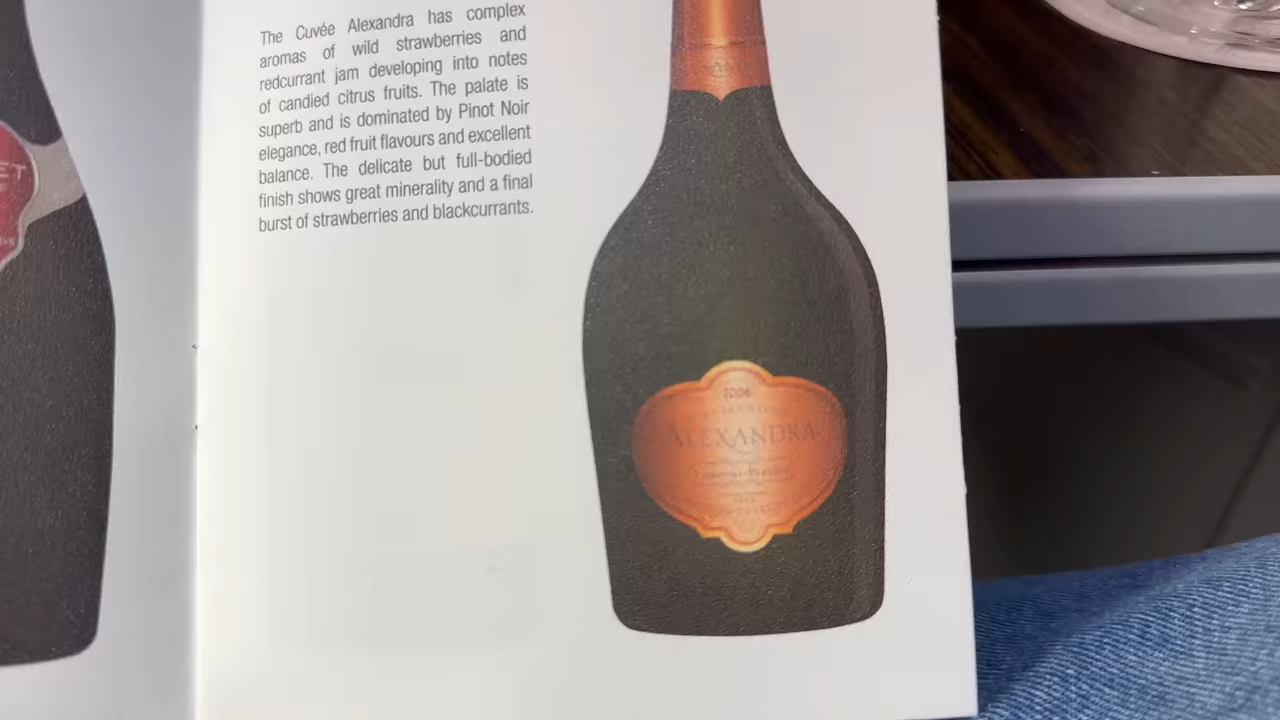 The Cuvée Alexandra has complex
aromas of wild strawberries and
redcurrant jam developing into notes
of candied citrus fruits. The palate is
superb and is dominated by Pinot Noir
elegance, red fruit flavours and excellent
balance. The delicate but full-bodied
finish shows great minerality and a final
burst of strawberries and blackcurrants.
2006
ALEXANDRA